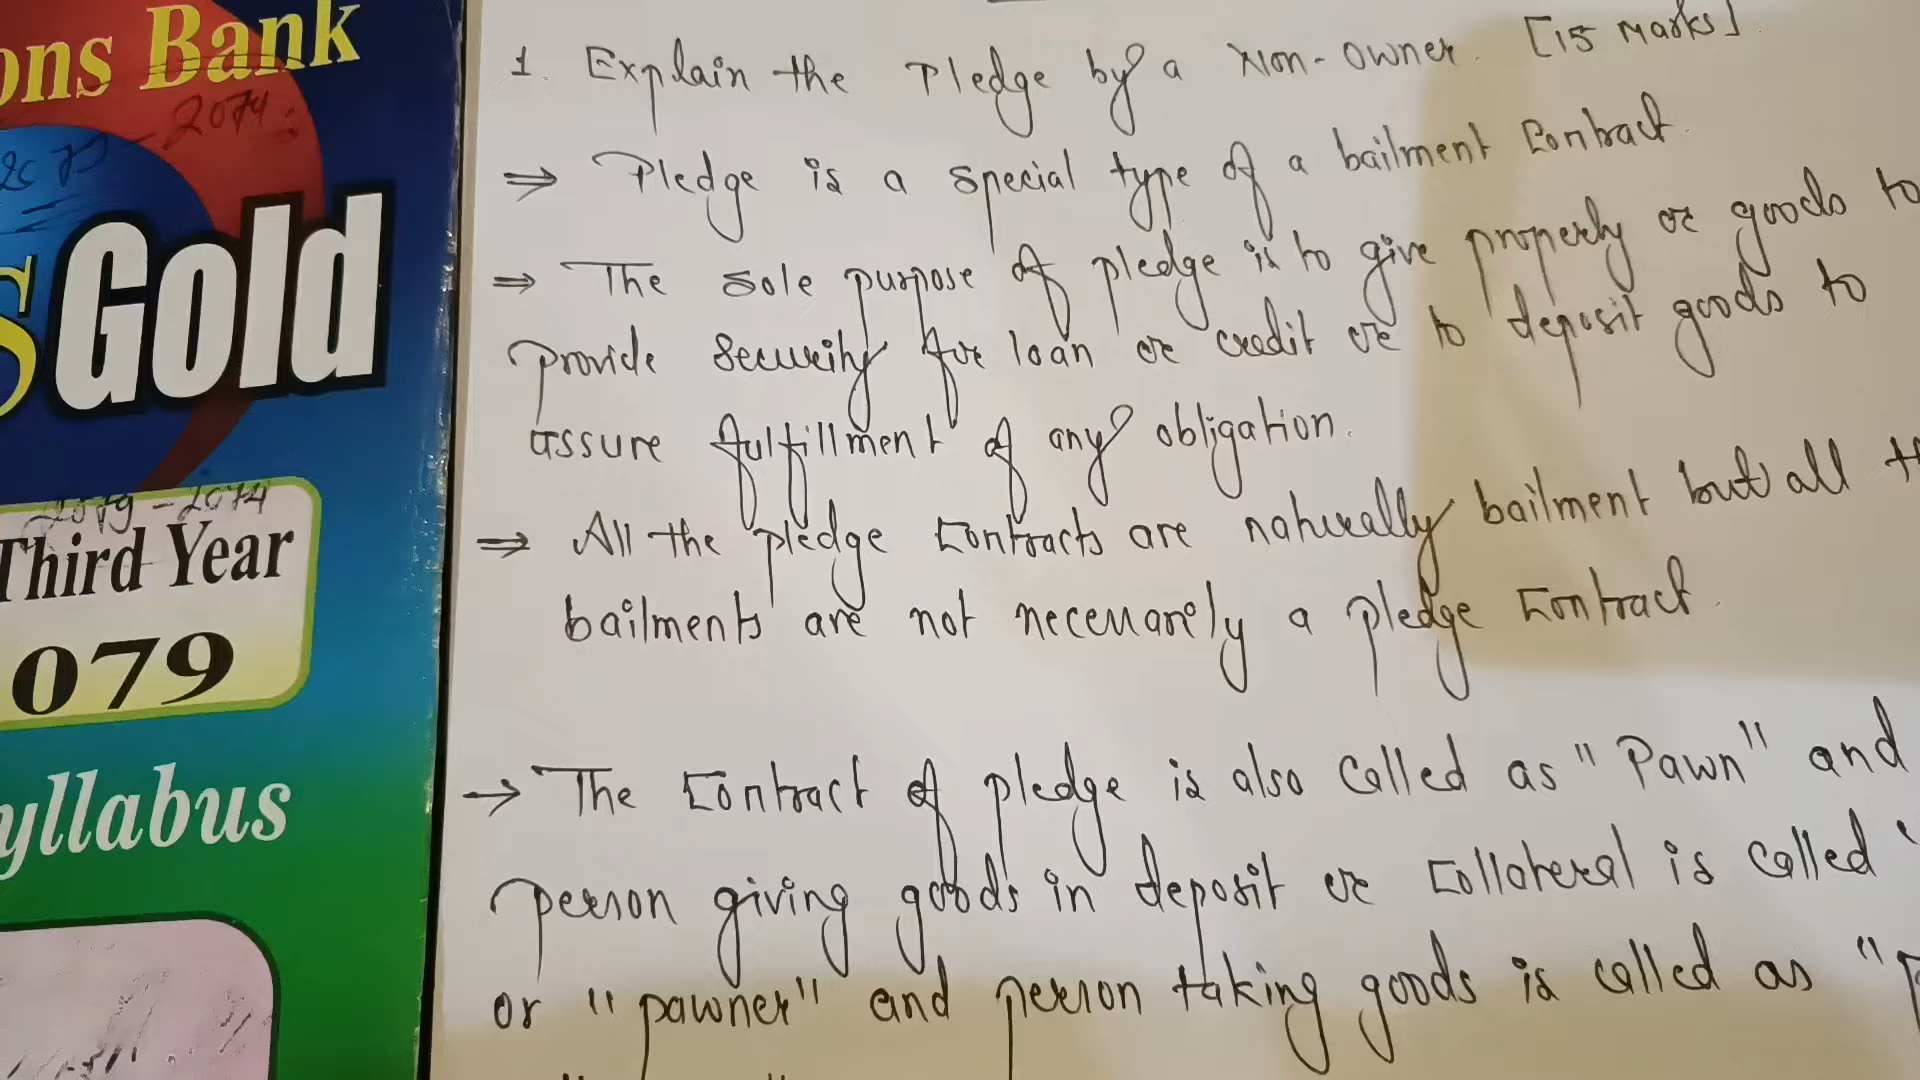 ons Bank
2074
Gold
2079-2074
Third Year
079
yllabus
1. Explain the Pledge by a Non-Owner. [15 Marks]
⇒ Pledge is a special type of a bailment Contract.
⇒ The sole purpose of pledge is to give property or goods to
provide security for loan or credit or to deposit goods to
assure fulfillment of any obligation.
⇒ All the pledge contracts are naturally bailment but all
bailments are not necessarily a pledge contract.
→ The Contract of pledge is also called as "Pawn" and
person giving goods in deposit or collateral is called
or "pawner" and person taking goods is called as